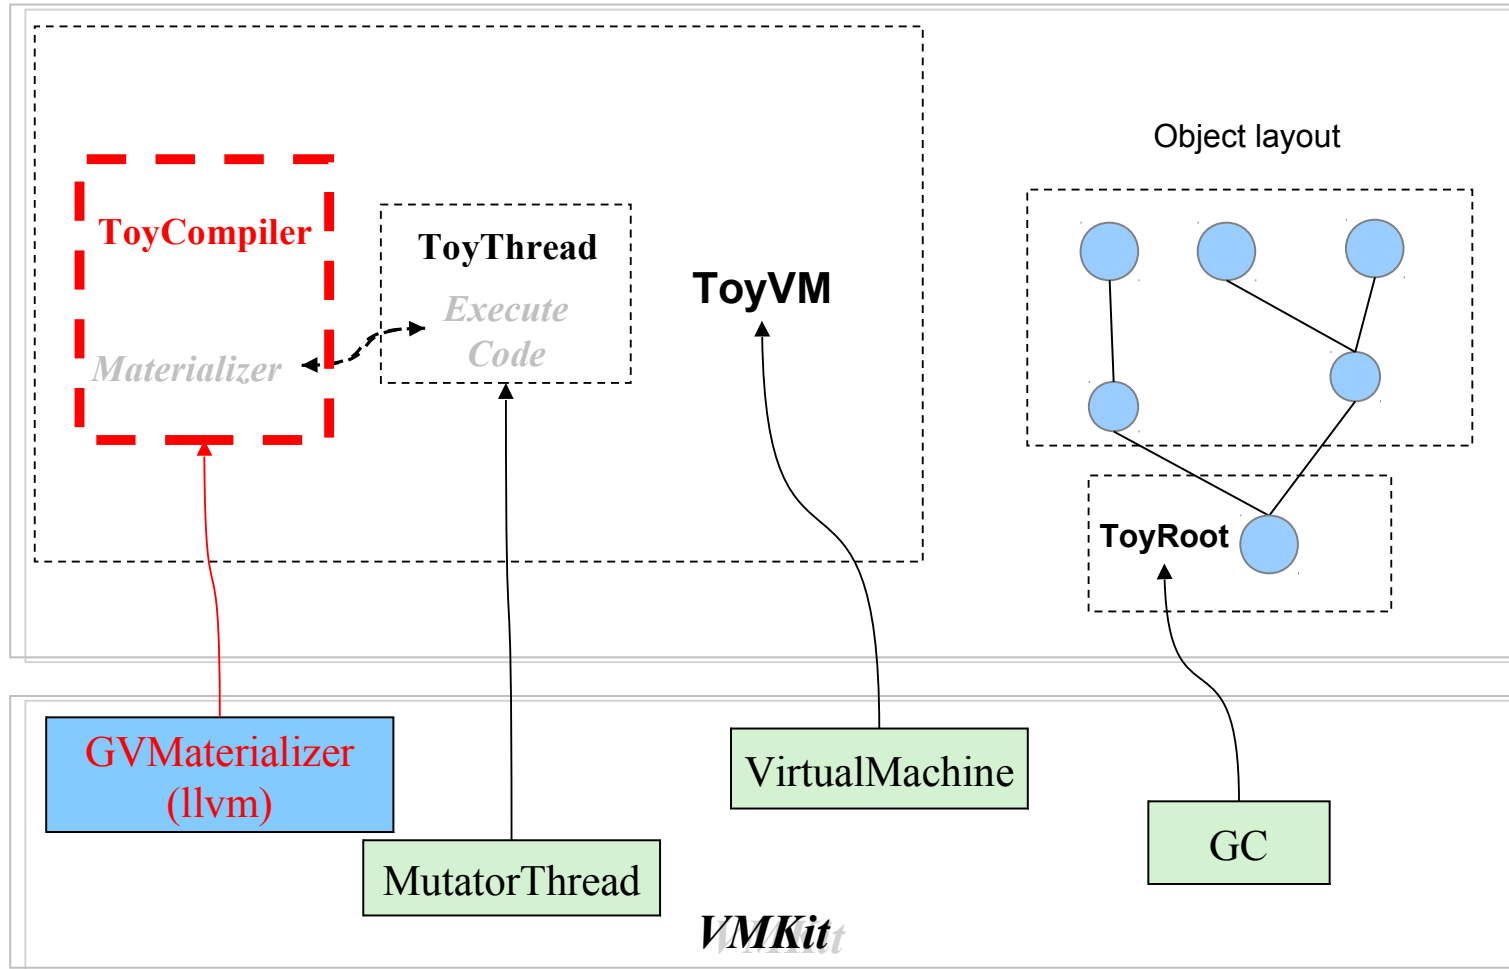 Object layout
ToyCompiler
ToyThread
Execute
Code
Materializer
ToyVM
ToyRoot
GVMaterializer
(llvm)
VirtualMachine
MutatorThread
GC
VMKit